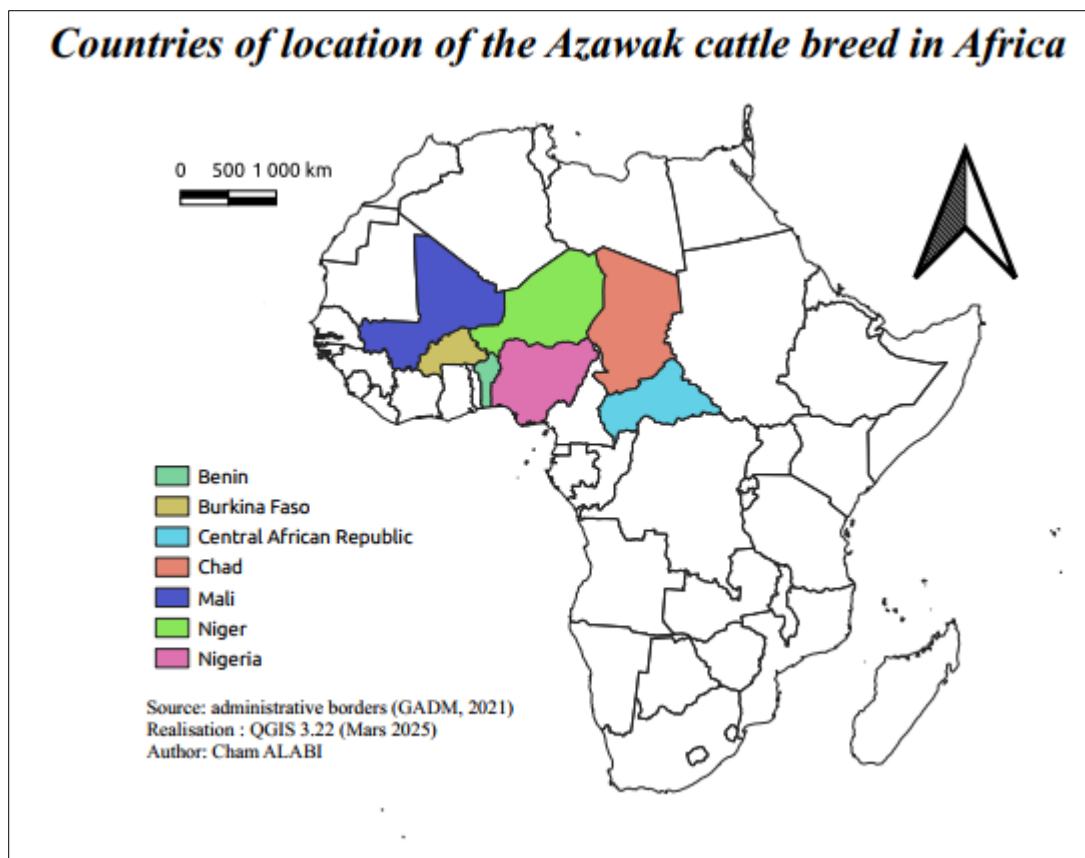 Countries of location of the Azawak cattle breed in Africa
0 500 1 000 km
Benin
Burkina Faso
Central African Republic
Chad
Mali
Niger
Nigeria
Source: administrative borders (GADM, 2021)
Realisation : QGIS 3.22 (Mars 2025)
Author: Cham ALABI